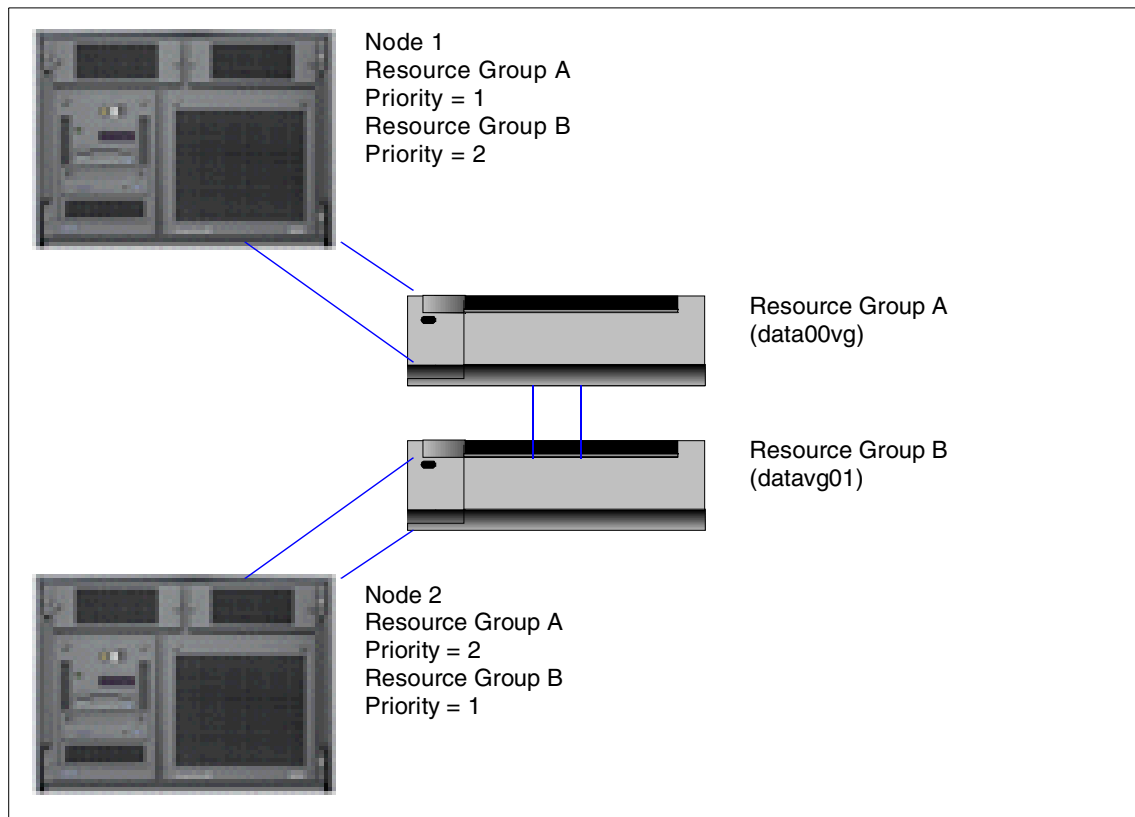 Node 1
Resource Group A
Priority = 1
Resource Group B
Priority = 2
Resource Group A
(data00vg)
Resource Group B
(datavg01)
Node 2
Resource Group A
Priority = 2
Resource Group B
Priority = 1